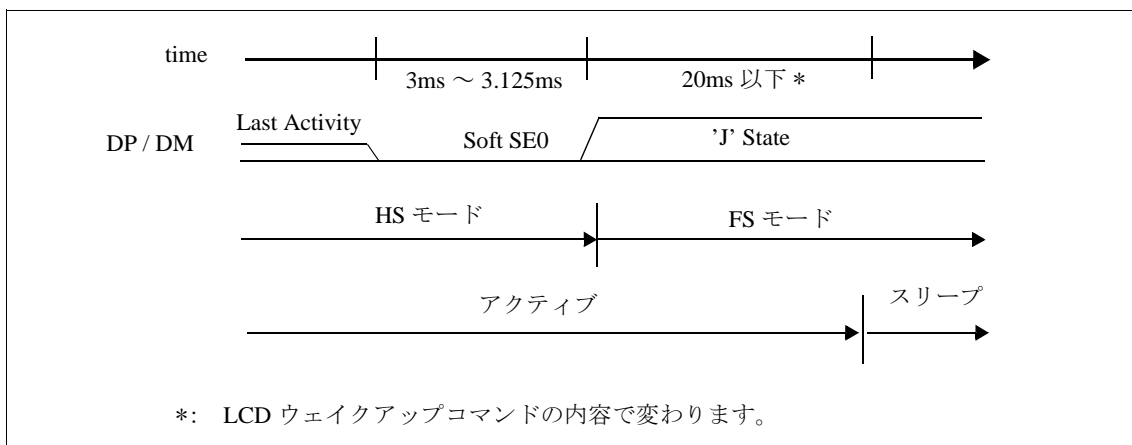 time
3ms ～ 3.125ms 20ms 以下 *
DP / DM Last Activity Soft SE0 'J' State
HS モード FS モード
アクティブ スリープ
*: LCD ウェイクアップコマンドの内容で変わります。